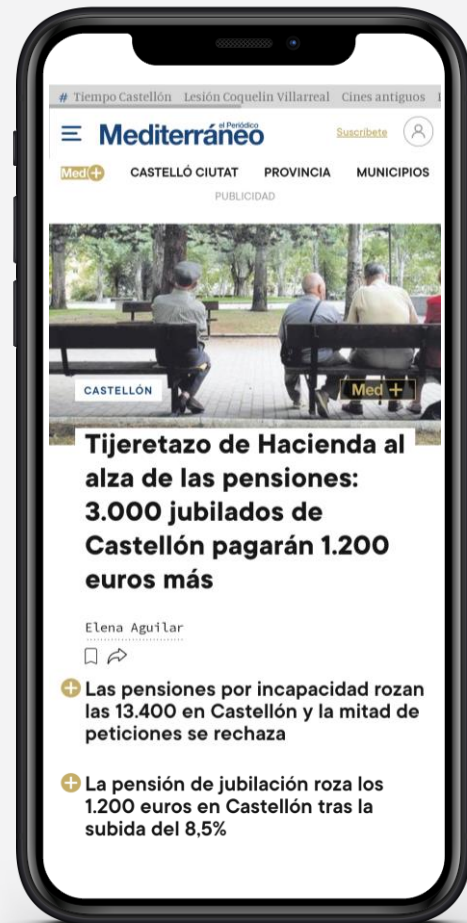 # Tiempo Castellón Lesión Coquelin Villarreal Cines antiguos
el Periódico
Mediterráneo
Suscríbete
Med +
CASTELLÓ CIUTAT PROVINCIA MUNICIPIOS
PUBLICIDAD
CASTELLÓN
Med +
Tijeretazo de Hacienda al
alza de las pensiones:
3.000 jubilados de
Castellón pagarán 1.200
euros más
Elena Aguilar
Las pensiones por incapacidad rozan
las 13.400 en Castellón y la mitad de
peticiones se rechaza
La pensión de jubilación roza los
1.200 euros en Castellón tras la
subida del 8,5%